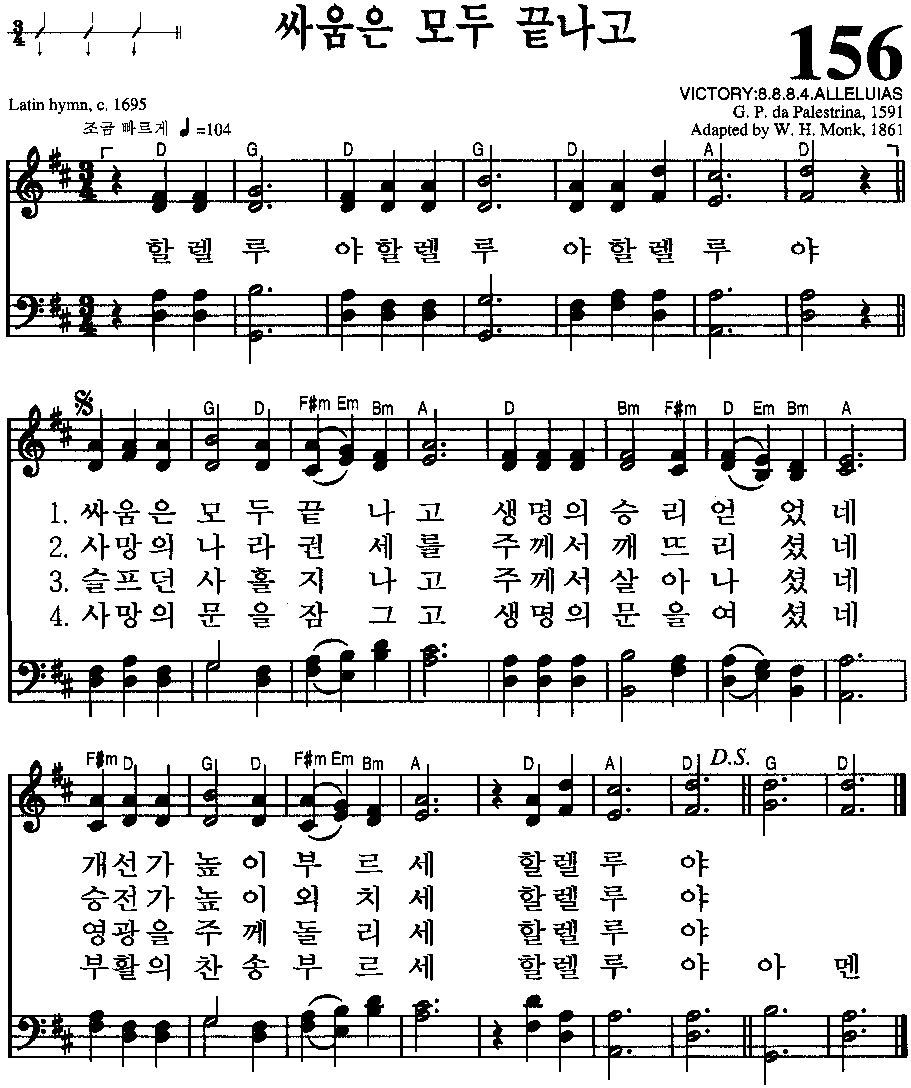 싸움은 모두 끝나고
156
VICTORY:8.8.8.4.ALLELUIAS
Latin hymn, c. 1695
G. P. da Palestrina, 1591
조금 빠르게 ♩=104
Adapted by W. H. Monk, 1861
D G D G D A D
할렐루 야할렐루 야할렐루 야
G D F#m Em Bm A D Bm F#m D Em Bm A
1. 싸움은 모두 끝 나고 생명의 승리 얻 었네
2. 사망의 나라 권 세를 주께서 깨뜨리 셨네
3. 슬프던 사흘 지 나고 주께서 살아나 셨네
4. 사망의 문을 잠 그고 생명의 문을 여 셨네
F#m D G D F#m Em Bm A D A D D.S. G D
개선가 높이 부르세 할렐루 야
승전가 높이 외치세 할렐루 야
영광을 주께 돌리세 할렐루 야
부활의 찬송 부르세 할렐루 야 아멘